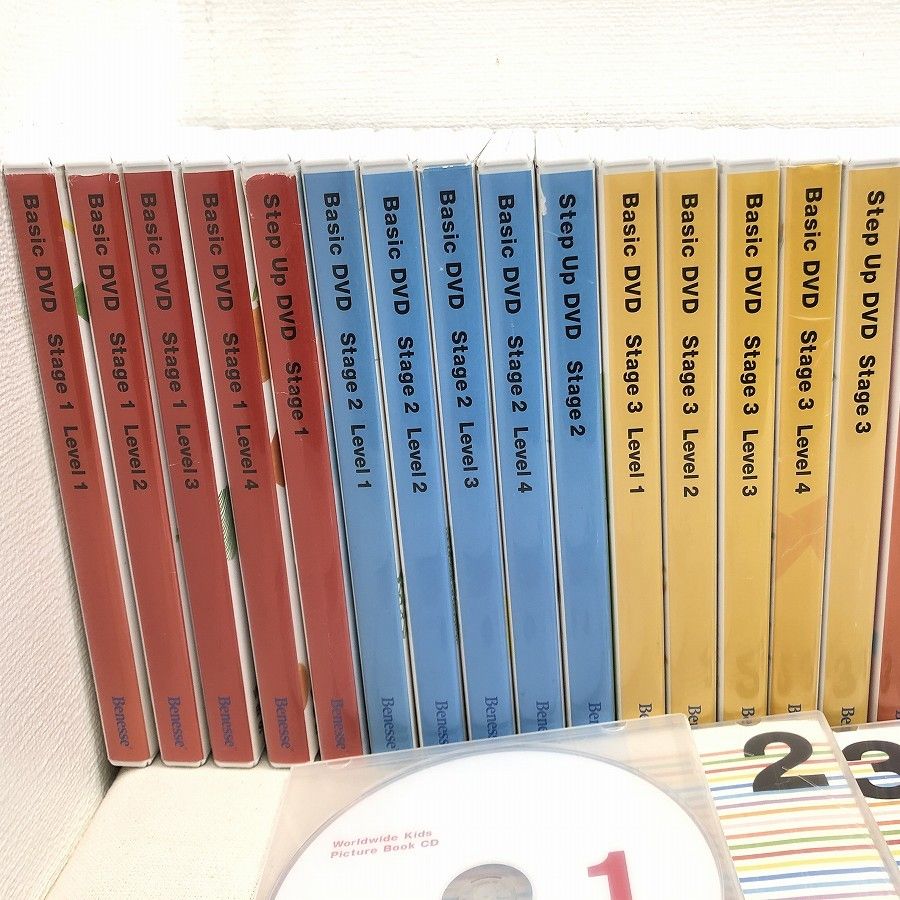 Basic DVD Stage 1 Level 1
Benesse
Basic DVD Stage 1 Level 2
Benesse
Basic DVD Stage 1 Level 3
Benesse
Basic DVD Stage 1 Level 4
Benesse
Step Up DVD Stage 1
Benesse
Basic DVD Stage 2 Level 1
Benesse
Basic DVD Stage 2 Level 2
Benesse
Basic DVD Stage 2 Level 3
Benesse
Basic DVD Stage 2 Level 4
Benesse
Step Up DVD Stage 2
Basic DVD Stage 3 Level 1
Basic DVD Stage 3 Level 2
Basic DVD Stage 3 Level 3
Basic DVD Stage 3 Level 4
Step Up DVD Stage 3
Worldwide Kids
Picture Book CD
1
2
3